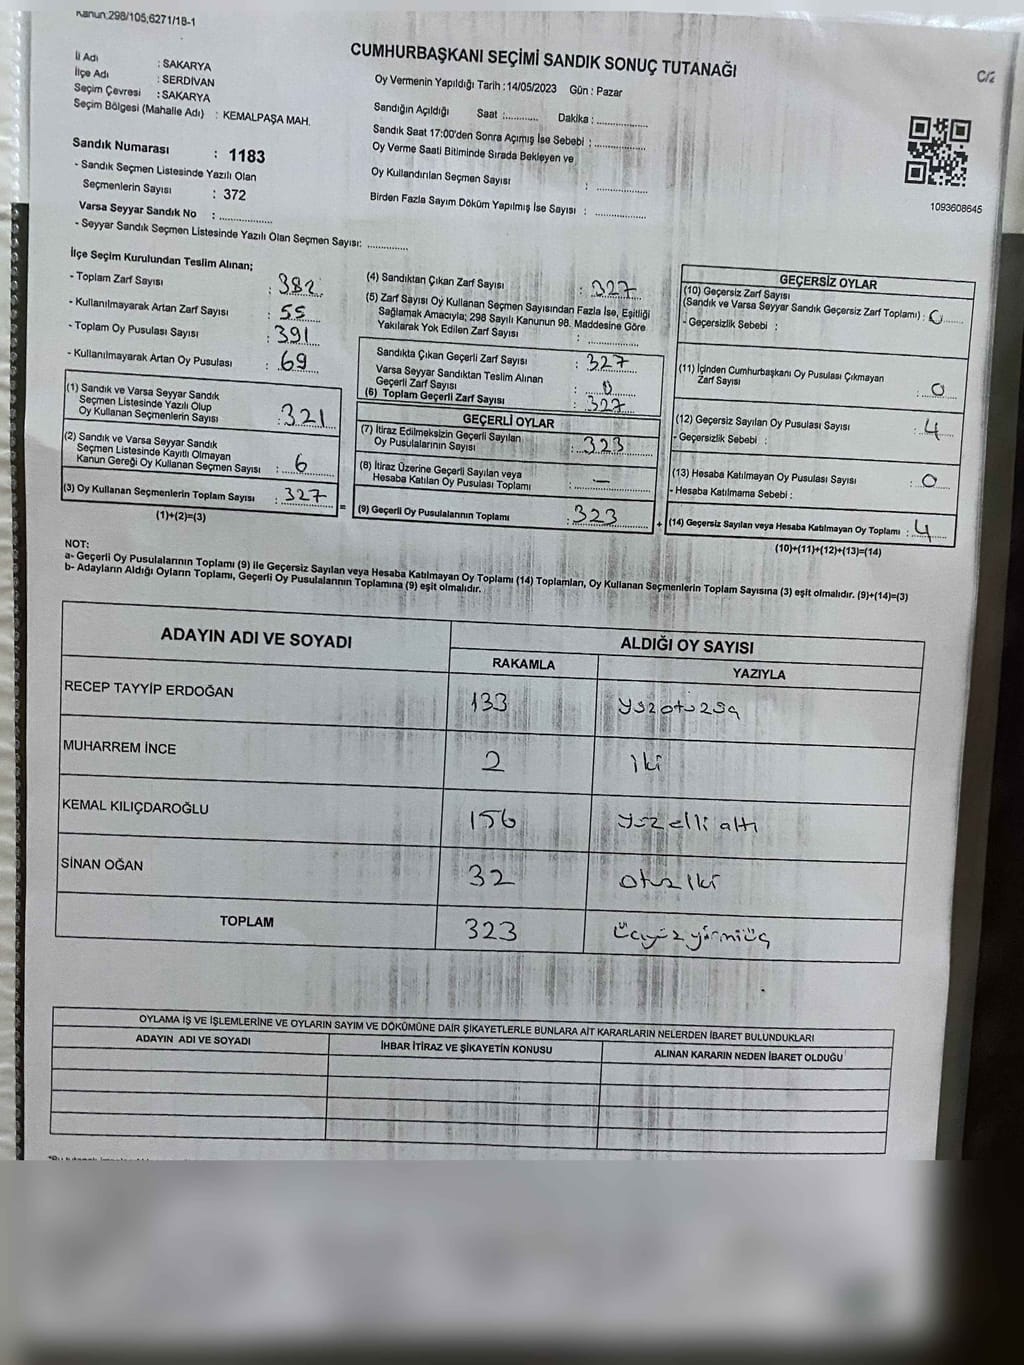 Kanun:298/105,6271/18-1
CUMHURBAŞKANI SEÇİMİ SANDIK SONUÇ TUTANAĞI
C/2
İl Adı : SAKARYA
İlçe Adı : SERDİVAN
Seçim Çevresi : SAKARYA
Seçim Bölgesi (Mahalle Adı) : KEMALPAŞA MAH.
Sandık Numarası : 1183
- Sandık Seçmen Listesinde Yazılı Olan
Seçmenlerin Sayısı : 372
Varsa Seyyar Sandık No : ..............
- Seyyar Sandık Seçmen Listesinde Yazılı Olan Seçmen Sayısı: ............
Oy Vermenin Yapıldığı Tarih :14/05/2023 Gün : Pazar
Sandığın Açıldığı Saat :.......... Dakika : ..............
Sandık Saat 17:00'den Sonra Açımış İse Sebebi : ..............
Oy Verme Saati Bitiminde Sırada Bekleyen ve
Oy Kullandırılan Seçmen Sayısı : ..............
Birden Fazla Sayım Döküm Yapılmış İse Sayısı : ..............
1093608645
İlçe Seçim Kurulundan Teslim Alınan;
- Toplam Zarf Sayısı : 382
- Kullanılmayarak Artan Zarf Sayısı : 55
- Toplam Oy Pusulası Sayısı : 391
- Kullanılmayarak Artan Oy Pusulası : 69
(1) Sandık ve Varsa Seyyar Sandık
Seçmen Listesinde Yazılı Olup
Oy Kullanan Seçmenlerin Sayısı : 321
(2) Sandık ve Varsa Seyyar Sandık
Seçmen Listesinde Kayıtlı Olmayan
Kanun Gereği Oy Kullanan Seçmen Sayısı : 6
(3) Oy Kullanan Seçmenlerin Toplam Sayısı : 327
(1)+(2)=(3)
=
(4) Sandıktan Çıkan Zarf Sayısı : 327
(5) Zarf Sayısı Oy Kullanan Seçmen Sayısından Fazla İse, Eşitliği
Sağlamak Amacıyla; 298 Sayılı Kanunun 98. Maddesine Göre
Yakılarak Yok Edilen Zarf Sayısı : ..............
Sandıkta Çıkan Geçerli Zarf Sayısı : 327
Varsa Seyyar Sandıktan Teslim Alınan
Geçerli Zarf Sayısı : 0
(6) Toplam Geçerli Zarf Sayısı : 327
GEÇERLİ OYLAR
(7) İtiraz Edilmeksizin Geçerli Sayılan
Oy Pusulalarının Sayısı : 323
(8) İtiraz Üzerine Geçerli Sayılan veya
Hesaba Katılan Oy Pusulası Toplamı : —
(9) Geçerli Oy Pusulalarının Toplamı : 323
+
GEÇERSİZ OYLAR
(10) Geçersiz Zarf Sayısı
(Sandık ve Varsa Seyyar Sandık Geçersiz Zarf Toplamı) : 0
- Geçersizlik Sebebi :
(11) İçinden Cumhurbaşkanı Oy Pusulası Çıkmayan
Zarf Sayısı : 0
(12) Geçersiz Sayılan Oy Pusulası Sayısı : 4
- Geçersizlik Sebebi :
(13) Hesaba Katılmayan Oy Pusulası Sayısı : 0
- Hesaba Katılmama Sebebi :
(14) Geçersiz Sayılan veya Hesaba Katılmayan Oy Toplamı : 4
(10)+(11)+(12)+(13)=(14)
NOT:
a- Geçerli Oy Pusulalarının Toplamı (9) ile Geçersiz Sayılan veya Hesaba Katılmayan Oy Toplamı (14) Toplamları, Oy Kullanan Seçmenlerin Toplam Sayısına (3) eşit olmalıdır. (9)+(14)=(3)
b- Adayların Aldığı Oyların Toplamı, Geçerli Oy Pusulalarının Toplamına (9) eşit olmalıdır.
ADAYIN ADI VE SOYADI ALDIĞI OY SAYISI
RAKAMLA YAZIYLA
RECEP TAYYİP ERDOĞAN 133
MUHARREM İNCE 2 iki
KEMAL KILIÇDAROĞLU 156 yüz elli altı
SİNAN OĞAN 32 otuz iki
TOPLAM 323 üçyüz yirmiüç
OYLAMA İŞ VE İŞLEMLERİNE VE OYLARIN SAYIM VE DÖKÜMÜNE DAİR ŞİKAYETLERLE BUNLARA AİT KARARLARIN NELERDEN İBARET BULUNDUKLARI
ADAYIN ADI VE SOYADI İHBAR İTİRAZ VE ŞİKAYETİN KONUSU ALINAN KARARIN NEDEN İBARET OLDUĞU